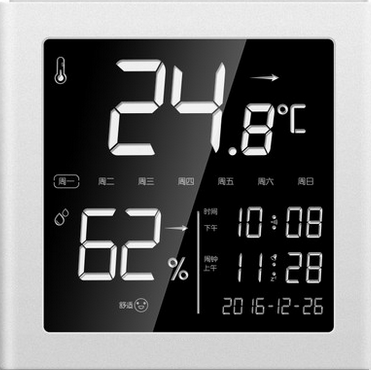 24.8℃
周一 周二 周三 周四 周五 周六 周日
62%
舒适
时间
下午 10:08
闹钟
上午 11:28
2016-12-26